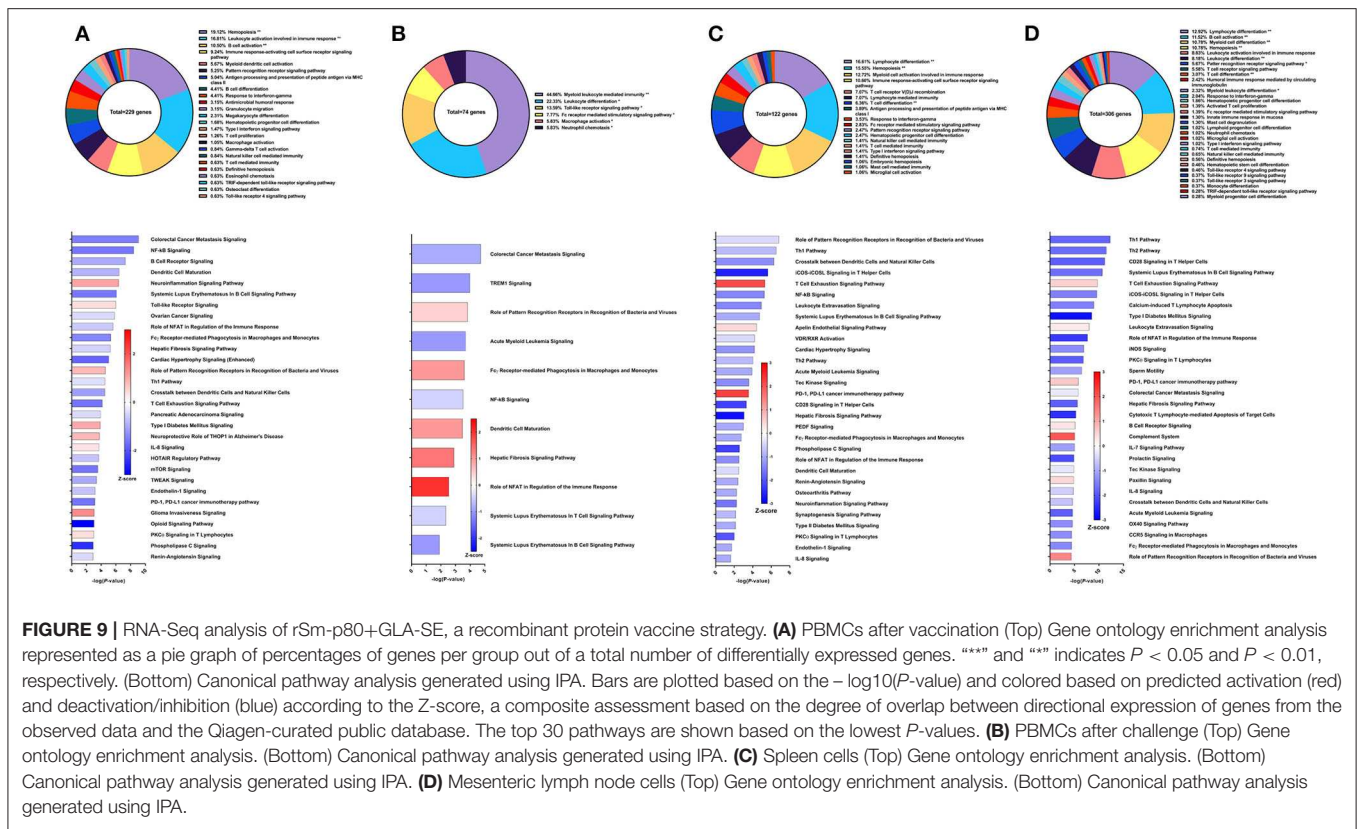 A
Total=229 genes
19.12% Hemopoiesis **
16.81% Leukocyte activation involved in immune response **
10.50% B cell activation **
9.24% Immune response-activating cell surface receptor signaling
pathway
5.67% Myeloid dendritic cell activation
5.25% Pattern recognition receptor signaling pathway
5.04% Antigen processing and presentation of peptide antigen via MHC
class II
4.41% B cell differentiation
4.41% Response to interferon-gamma
3.15% Antimicrobial humoral response
3.15% Granulocyte migration
2.31% Megakaryocyte differentiation
1.68% Hematopoietic progenitor cell differentiation
1.47% Type I interferon signaling pathway
1.26% T cell proliferation
1.05% Macrophage activation
0.84% Gamma-delta T cell activation
0.84% Natural killer cell mediated immunity
0.63% T cell mediated immunity
0.63% Definitive hemopoiesis
0.63% Eosinophil chemotaxis
0.63% TRIF-dependent toll-like receptor signaling pathway
0.63% Osteoclast differentiation
0.63% Toll-like receptor 4 signaling pathway
B
Total=74 genes
44.66% Myeloid leukocyte mediated immunity **
22.33% Leukocyte differentiation *
13.59% Toll-like receptor signaling pathway *
7.77% Fc receptor mediated stimulatory signaling pathway *
5.83% Macrophage activation *
5.83% Neutrophil chemotaxis *
C
Total=122 genes
16.61% Lymphocyte differentiation **
15.55% Hemopoiesis **
12.72% Myeloid cell activation involved in immune response
10.60% Immune response-activating cell surface receptor signaling
pathway
7.07% T cell receptor V(D)J recombination
7.07% Lymphocyte mediated immunity
6.36% T cell differentiation **
3.89% Antigen processing and presentation of peptide antigen via MHC
class I
3.53% Response to interferon-gamma
2.83% Fc receptor mediated stimulatory signaling pathway
2.47% Pattern recognition receptor signaling pathway
2.47% Hematopoietic progenitor cell differentiation
1.41% Natural killer cell mediated immunity
1.41% T cell mediated immunity
1.41% Type I interferon signaling pathway
1.41% Definitive hemopoiesis
1.06% Embryonic hemopoiesis
1.06% Mast cell mediated immunity
1.06% Microglial cell activation
D
Total=306 genes
12.92% Lymphocyte differentiation **
11.52% B cell activation **
10.78% Myeloid cell differentiation **
10.78% Hemopoiesis **
8.83% Leukocyte activation involved in immune response
8.18% Leukocyte differentiation **
5.67% Pattern recognition receptor signaling pathway *
5.58% T cell receptor signaling pathway
3.07% T cell differentiation **
2.42% Humoral immune response mediated by circulating
immunoglobulin
2.32% Myeloid leukocyte differentiation *
2.04% Response to interferon-gamma
1.86% Hematopoietic progenitor cell differentiation
1.39% Activated T cell proliferation
1.39% Fc receptor mediated stimulatory signaling pathway
1.30% Innate immune response in mucosa
1.30% Mast cell degranulation
1.02% Lymphoid progenitor cell differentiation
1.02% Neutrophil chemotaxis
1.02% Microglial cell activation
1.02% Type I interferon signaling pathway
0.74% T cell mediated immunity
0.65% Natural killer cell mediated immunity
0.56% Definitive hemopoiesis
0.46% Hematopoietic stem cell differentiation
0.46% Toll-like receptor 4 signaling pathway
0.37% Toll-like receptor 9 signaling pathway
0.37% Toll-like receptor 3 signaling pathway
0.37% Monocyte differentiation
0.28% TRIF-dependent toll-like receptor signaling pathway
0.28% Myeloid progenitor cell differentiation
Colorectal Cancer Metastasis Signaling
NF-kB Signaling
B Cell Receptor Signaling
Dendritic Cell Maturation
Neuroinflammation Signaling Pathway
Systemic Lupus Erythematosus In B Cell Signaling Pathway
Toll-like Receptor Signaling
Ovarian Cancer Signaling
Role of NFAT in Regulation of the Immune Response
Fcγ Receptor-mediated Phagocytosis in Macrophages and Monocytes
Hepatic Fibrosis Signaling Pathway
Cardiac Hypertrophy Signaling (Enhanced)
Role of Pattern Recognition Receptors in Recognition of Bacteria and Viruses
Th1 Pathway
Crosstalk between Dendritic Cells and Natural Killer Cells
T Cell Exhaustion Signaling Pathway
Pancreatic Adenocarcinoma Signaling
Type I Diabetes Mellitus Signaling
Neuroprotective Role of THOP1 in Alzheimer's Disease
IL-8 Signaling
HOTAIR Regulatory Pathway
mTOR Signaling
TWEAK Signaling
Endothelin-1 Signaling
PD-1, PD-L1 cancer immunotherapy pathway
Glioma Invasiveness Signaling
Opioid Signaling Pathway
PKCθ Signaling in T Lymphocytes
Phospholipase C Signaling
Renin-Angiotensin Signaling
2
0
-2
Z-score
0 2 4 6 8 10
-log(P-value)
Colorectal Cancer Metastasis Signaling
TREM1 Signaling
Role of Pattern Recognition Receptors in Recognition of Bacteria and Viruses
Acute Myeloid Leukemia Signaling
Fcγ Receptor-mediated Phagocytosis in Macrophages and Monocytes
NF-kB Signaling
Dendritic Cell Maturation
Hepatic Fibrosis Signaling Pathway
Role of NFAT in Regulation of the Immune Response
Systemic Lupus Erythematosus In T Cell Signaling Pathway
Systemic Lupus Erythematosus In B Cell Signaling Pathway
2
1
0
-1
-2
Z-score
0 1 2 3 4 5
-log(P-value)
Role of Pattern Recognition Receptors in Recognition of Bacteria and Viruses
Th1 Pathway
Crosstalk between Dendritic Cells and Natural Killer Cells
iCOS-iCOSL Signaling in T Helper Cells
T Cell Exhaustion Signaling Pathway
NF-kB Signaling
Leukocyte Extravasation Signaling
Systemic Lupus Erythematosus In B Cell Signaling Pathway
Apelin Endothelial Signaling Pathway
VDR/RXR Activation
Cardiac Hypertrophy Signaling
Th2 Pathway
Acute Myeloid Leukemia Signaling
Tec Kinase Signaling
PD-1, PD-L1 cancer immunotherapy pathway
CD28 Signaling in T Helper Cells
Hepatic Fibrosis Signaling Pathway
PEDF Signaling
Fcγ Receptor-mediated Phagocytosis in Macrophages and Monocytes
Phospholipase C Signaling
Role of NFAT in Regulation of the Immune Response
Dendritic Cell Maturation
Renin-Angiotensin Signaling
Osteoarthritis Pathway
Neuroinflammation Signaling Pathway
Synaptogenesis Signaling Pathway
Type II Diabetes Mellitus Signaling
PKCθ Signaling in T Lymphocytes
Endothelin-1 Signaling
IL-8 Signaling
Z-score
0 2 4 6 8
-log(P-value)
Th1 Pathway
Th2 Pathway
CD28 Signaling in T Helper Cells
Systemic Lupus Erythematosus In B Cell Signaling Pathway
T Cell Exhaustion Signaling Pathway
iCOS-iCOSL Signaling in T Helper Cells
Calcium-induced T Lymphocyte Apoptosis
Type I Diabetes Mellitus Signaling
Leukocyte Extravasation Signaling
Role of NFAT in Regulation of the Immune Response
iNOS Signaling
PKCθ Signaling in T Lymphocytes
Sperm Motility
PD-1, PD-L1 cancer immunotherapy pathway
Colorectal Cancer Metastasis Signaling
Hepatic Fibrosis Signaling Pathway
Cytotoxic T Lymphocyte-mediated Apoptosis of Target Cells
B Cell Receptor Signaling
Complement System
IL-7 Signaling Pathway
Prolactin Signaling
Tec Kinase Signaling
Paxillin Signaling
IL-8 Signaling
Crosstalk between Dendritic Cells and Natural Killer Cells
Acute Myeloid Leukemia Signaling
OX40 Signaling Pathway
CCR5 Signaling in Macrophages
Fcγ Receptor-mediated Phagocytosis in Macrophages and Monocytes
Role of Pattern Recognition Receptors in Recognition of Bacteria and Viruses
Z-score
0 5 10 15
-log(P-value)
FIGURE 9 | RNA-Seq analysis of rSm-p80+GLA-SE, a recombinant protein vaccine strategy. (A) PBMCs after vaccination (Top) Gene ontology enrichment analysis
represented as a pie graph of percentages of genes per group out of a total number of differentially expressed genes. “**” and “*” indicates P < 0.05 and P < 0.01,
respectively. (Bottom) Canonical pathway analysis generated using IPA. Bars are plotted based on the – log10(P-value) and colored based on predicted activation (red)
and deactivation/inhibition (blue) according to the Z-score, a composite assessment based on the degree of overlap between directional expression of genes from the
observed data and the Qiagen-curated public database. The top 30 pathways are shown based on the lowest P-values. (B) PBMCs after challenge (Top) Gene
ontology enrichment analysis. (Bottom) Canonical pathway analysis generated using IPA. (C) Spleen cells (Top) Gene ontology enrichment analysis. (Bottom)
Canonical pathway analysis generated using IPA. (D) Mesenteric lymph node cells (Top) Gene ontology enrichment analysis. (Bottom) Canonical pathway analysis
generated using IPA.